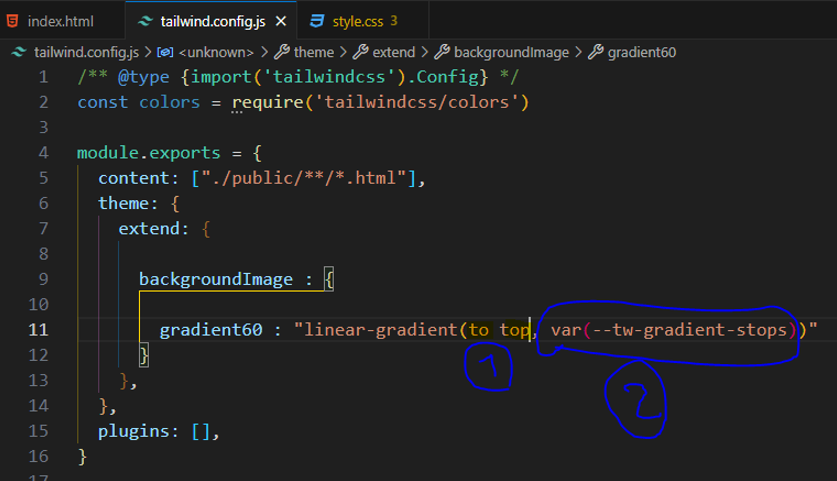 index.html
tailwind.config.js
style.css 3
tailwind.config.js > <unknown> > theme > extend > backgroundImage > gradient60
1 /** @type {import('tailwindcss').Config} */
2 const colors = require('tailwindcss/colors')
3
4 module.exports = {
5   content: ["./public/**/*.html"],
6   theme: {
7     extend: {
8
9       backgroundImage : {
10
11         gradient60 : "linear-gradient(to top, var(--tw-gradient-stops))"
12       }
13     },
14   },
15   plugins: [],
16 }
17
1
2